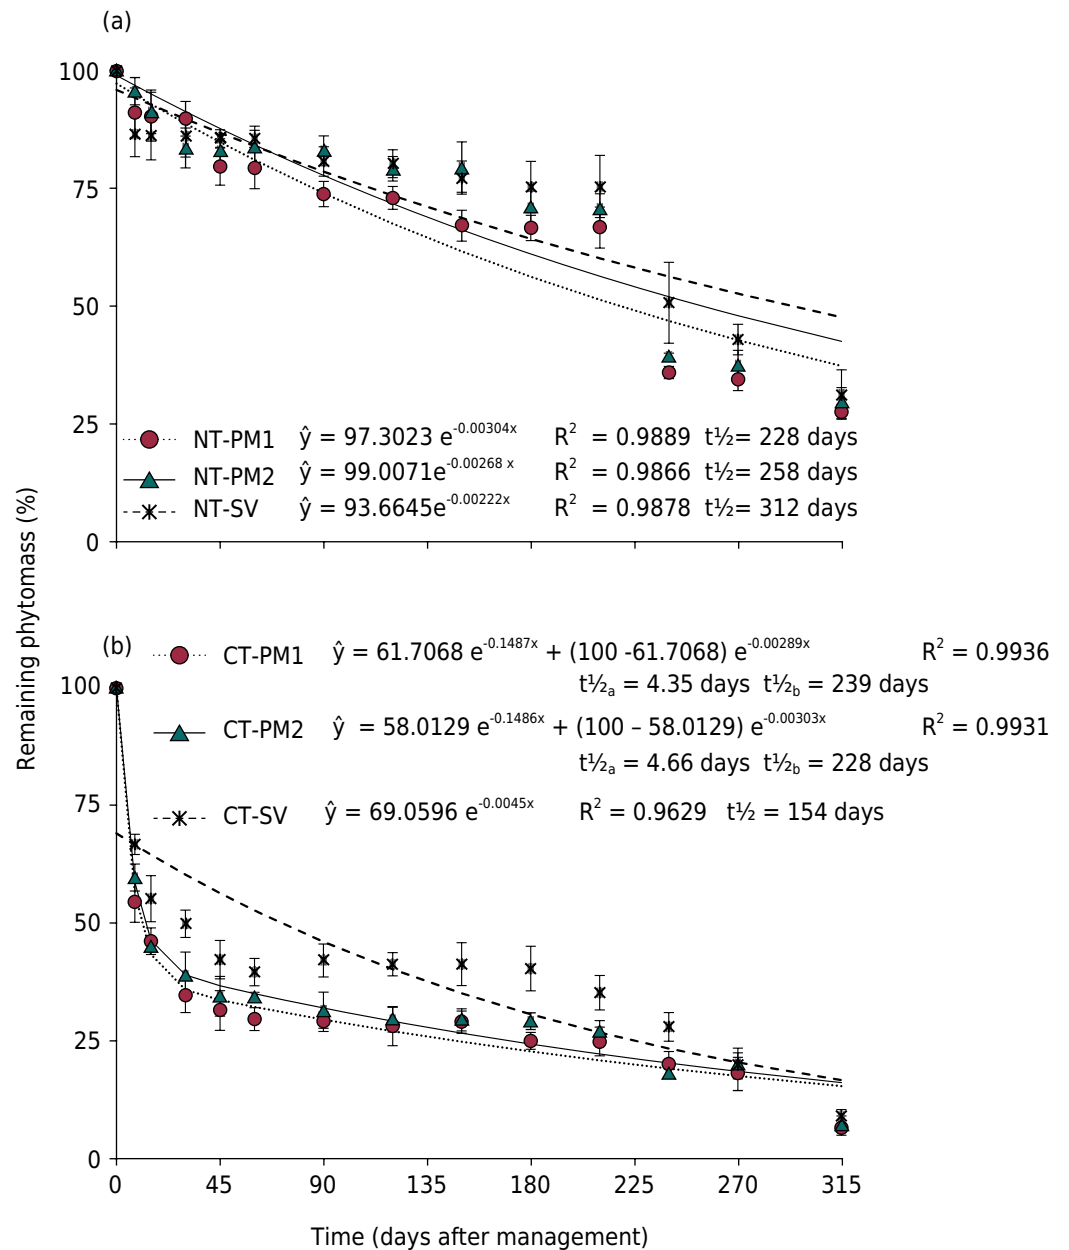 (a)
100
75
50
25
0
NT-PM1 ŷ = 97.3023 e^-0.00304x R² = 0.9889 t½= 228 days
NT-PM2 ŷ = 99.0071e^-0.00268 x R² = 0.9866 t½= 258 days
NT-SV ŷ = 93.6645e^-0.00222x R² = 0.9878 t½= 312 days
Remaining phytomass (%)
(b)
CT-PM1 ŷ = 61.7068 e^-0.1487x + (100 -61.7068) e^-0.00289x R² = 0.9936
t½ₐ = 4.35 days t½_b = 239 days
CT-PM2 ŷ = 58.0129 e^-0.1486x + (100 – 58.0129) e^-0.00303x R² = 0.9931
t½ₐ = 4.66 days t½_b = 228 days
CT-SV ŷ = 69.0596 e^-0.0045x R² = 0.9629 t½ = 154 days
100
75
50
25
0
0 45 90 135 180 225 270 315
Time (days after management)